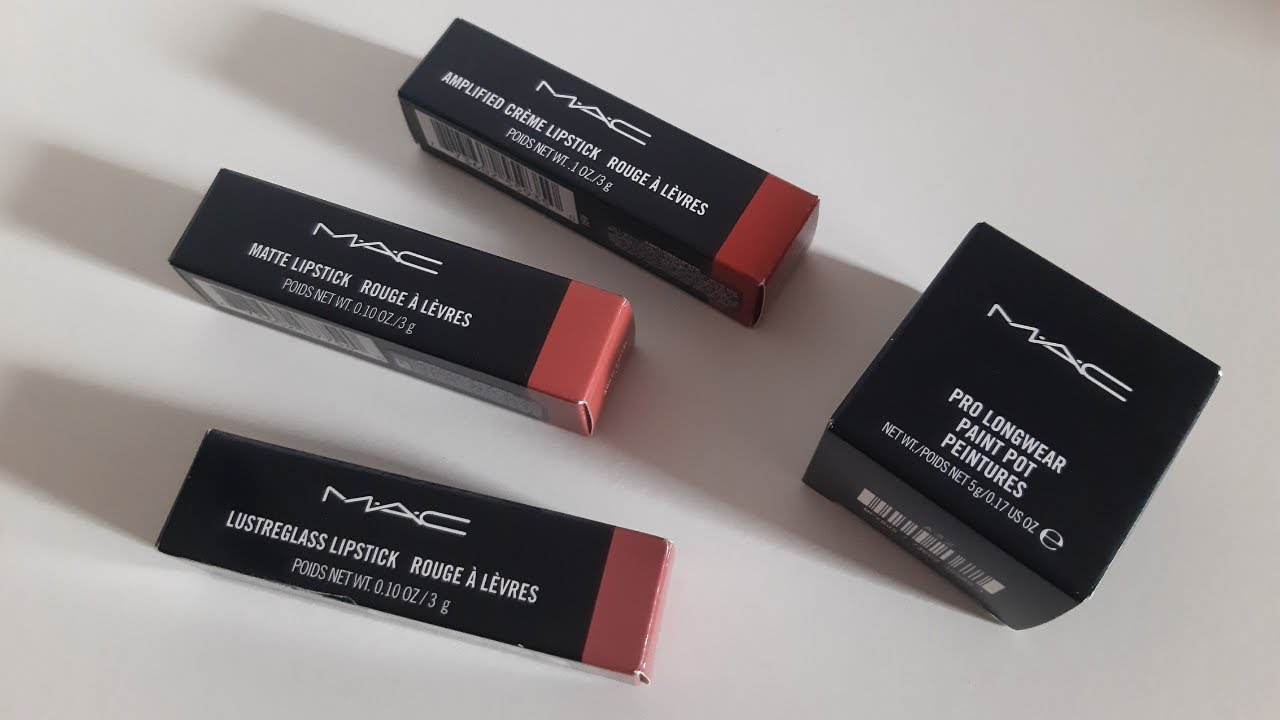 M·A·C
AMPLIFIED CRÈME LIPSTICK ROUGE À LÈVRES
POIDS NET WT. .1 OZ./3 g
M·A·C
MATTE LIPSTICK ROUGE À LÈVRES
POIDS NET WT. 0.10 OZ./3 g
M·A·C
LUSTREGLASS LIPSTICK ROUGE À LÈVRES
POIDS NET WT. 0.10 OZ / 3 g
M·A·C
PRO LONGWEAR
PAINT POT
PEINTURES
NET WT./POIDS NET 5g/0.17 US OZ ℮